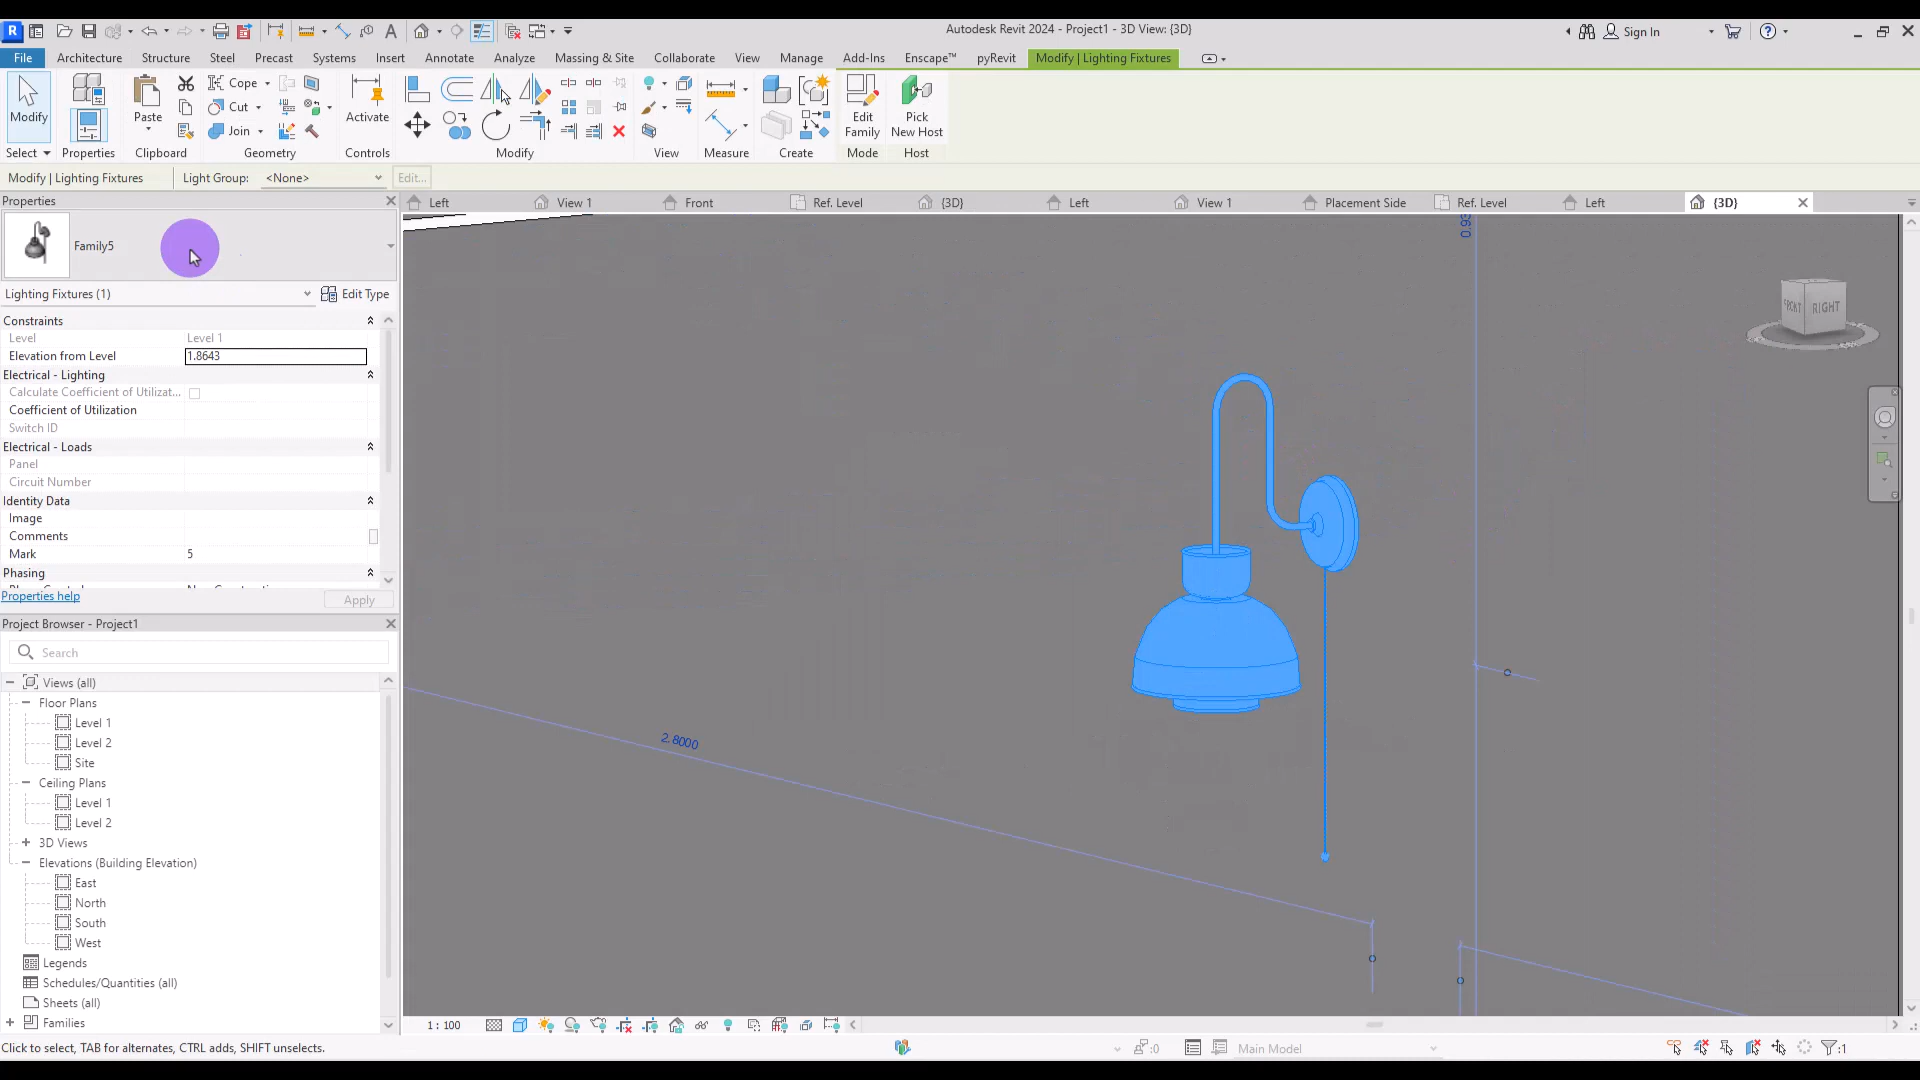 Autodesk Revit 2024 - Project1 - 3D View: {3D}
Sign In
File Architecture Structure Steel Precast Systems Insert Annotate Analyze Massing & Site Collaborate View Manage Add-Ins Enscape™ pyRevit Modify | Lighting Fixtures
Modify
Select
Properties
Paste
Clipboard
Cope
Cut
Join
Geometry
Activate
Controls
Modify
View
Measure
Create
Edit
Family
Mode
Pick
New Host
Host
Modify | Lighting Fixtures Light Group: <None> Edit...
Properties
Left View 1 Front Ref. Level {3D} Left View 1 Placement Side Ref. Level Left {3D}
Family5
Lighting Fixtures (1) Edit Type
Constraints
Level Level 1
Elevation from Level 1.8643
Electrical - Lighting
Calculate Coefficient of Utilizat...
Coefficient of Utilization
Switch ID
Electrical - Loads
Panel
Circuit Number
Identity Data
Image
Comments
Mark 5
Phasing
Properties help Apply
Project Browser - Project1
Search
Views (all)
Floor Plans
Level 1
Level 2
Site
Ceiling Plans
Level 1
Level 2
3D Views
Elevations (Building Elevation)
East
North
South
West
Legends
Schedules/Quantities (all)
Sheets (all)
Families
FRONT RIGHT
2.8000
1 : 100
Click to select, TAB for alternates, CTRL adds, SHIFT unselects.
:0
Main Model
:1